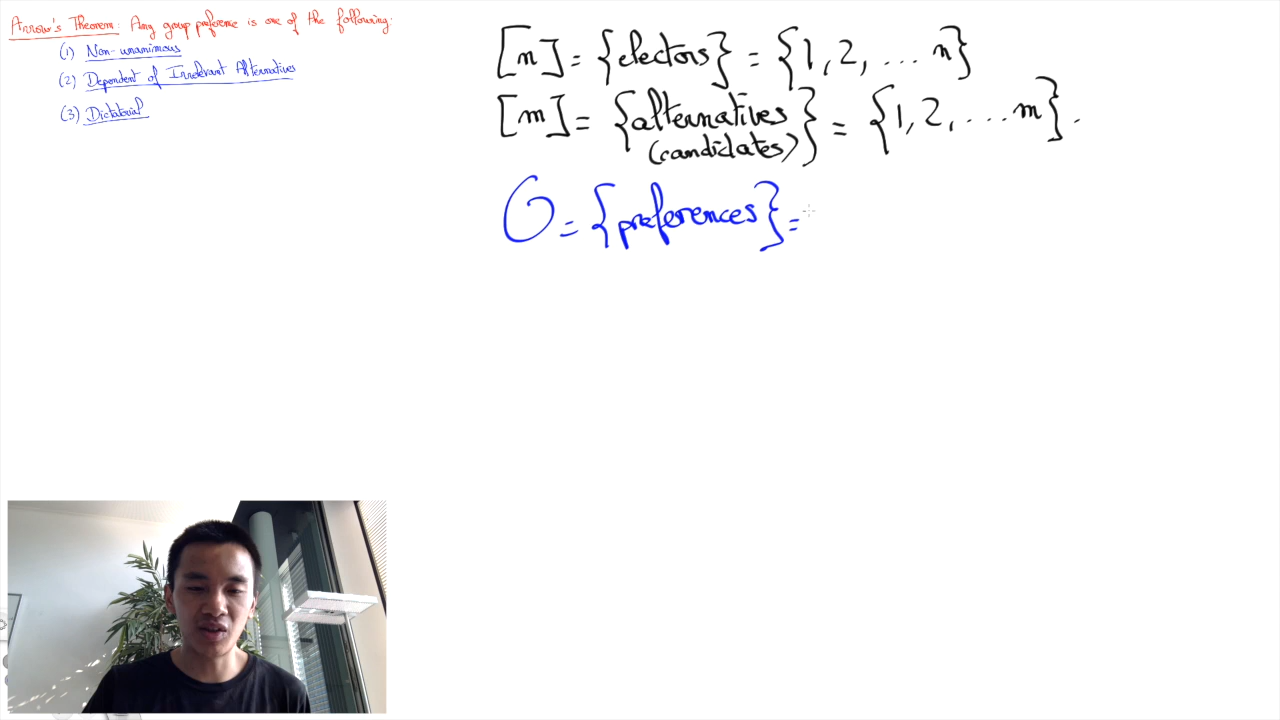 Arrow's Theorem: Any group preference is one of the following:
(1) Non-unanimous
(2) Dependent of Irrelevant Alternatives
(3) Dictatorial
[n] = {electors} = {1, 2, ... n}
[m] = {alternatives (candidates)} = {1, 2, ... m}.
O = {preferences} =